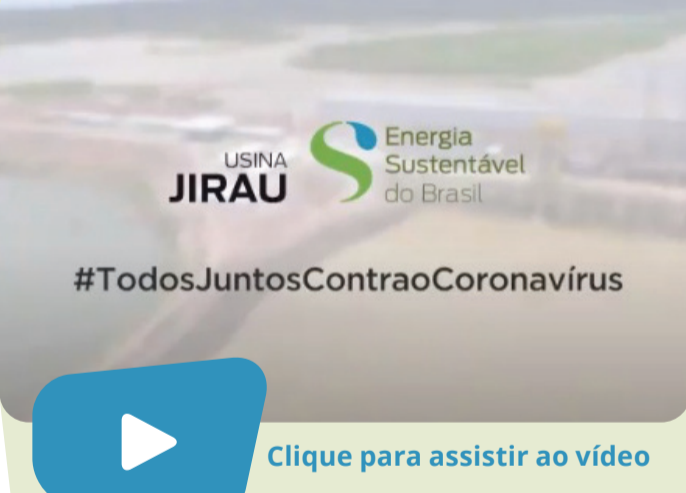 USINA
JIRAU
Energia
Sustentável
do Brasil
#TodosJuntosContraoCoronavírus
Clique para assistir ao vídeo